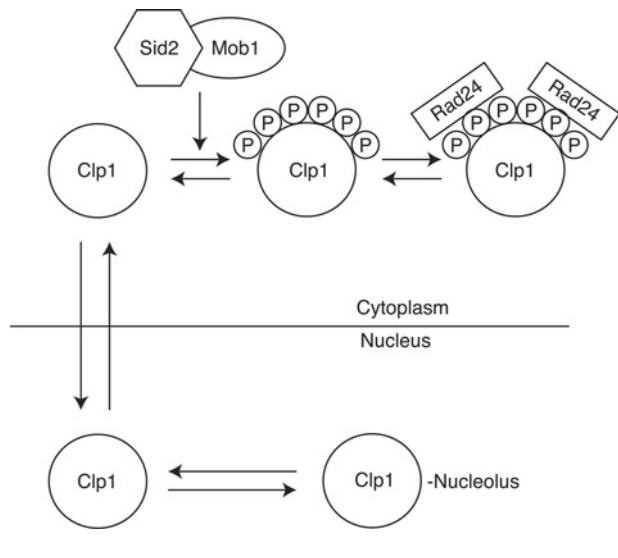 Sid2 Mob1
Rad24 Rad24
P P P P P P
P P P P P P
Clp1 Clp1 Clp1
Cytoplasm
Nucleus
Clp1 Clp1 -Nucleolus